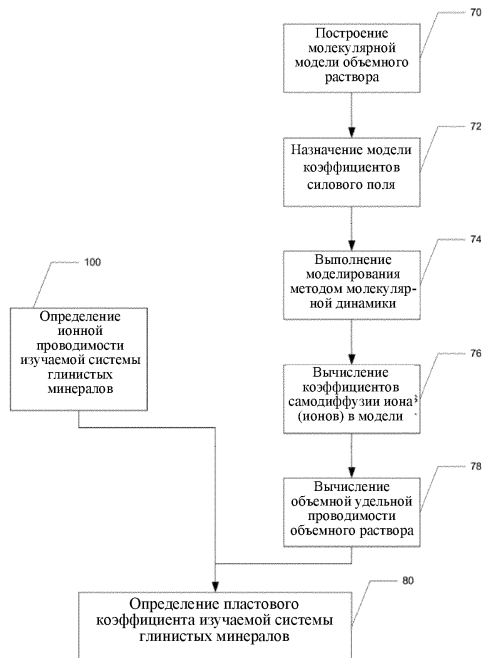 70
Построение
молекулярной
модели объемного
раствора
72
Назначение модели
коэффициентов
силового поля
74
Выполнение
моделирования
методом молекуляр-
ной динамики
100
Определение
ионной
проводимости
изучаемой системы
глинистых
минералов
76
Вычисление
коэффициентов
самодиффузии иона
(ионов) в модели
78
Вычисление
объемной удельной
проводимости
объемного раствора
80
Определение пластового
коэффициента изучаемой системы
глинистых минералов